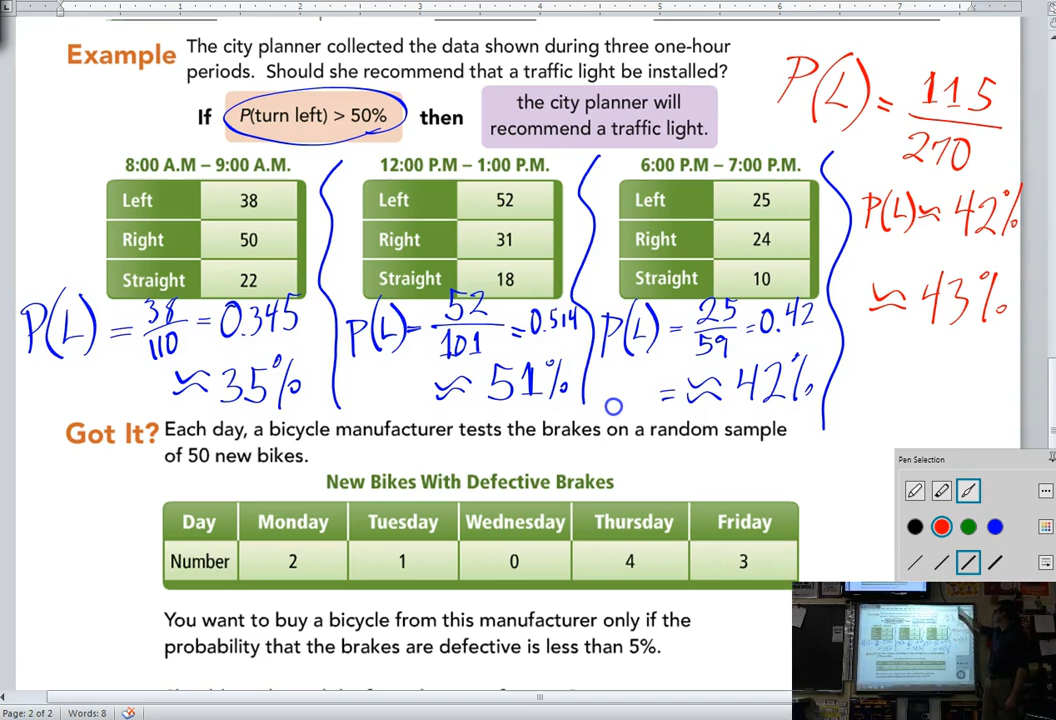 1 2 3 4 5 6 7
Example The city planner collected the data shown during three one-hour
periods. Should she recommend that a traffic light be installed?
If P(turn left) > 50% then the city planner will
recommend a traffic light.
P(L) = 115
270
P(L) ≈ 42%
≈ 43%
8:00 A.M – 9:00 A.M.
Left 38
Right 50
Straight 22
P(L) = 38/110 = 0.345
≈ 35%
12:00 P.M – 1:00 P.M.
Left 52
Right 31
Straight 18
P(L) = 52/101 = 0.514
≈ 51%
6:00 P.M – 7:00 P.M.
Left 25
Right 24
Straight 10
P(L) = 25/59 = 0.42
= ≈ 42%
Got It? Each day, a bicycle manufacturer tests the brakes on a random sample
of 50 new bikes.
New Bikes With Defective Brakes
Day Monday Tuesday Wednesday Thursday Friday
Number 2 1 0 4 3
You want to buy a bicycle from this manufacturer only if the
probability that the brakes are defective is less than 5%.
Pen Selection
Page: 2 of 2 Words: 8